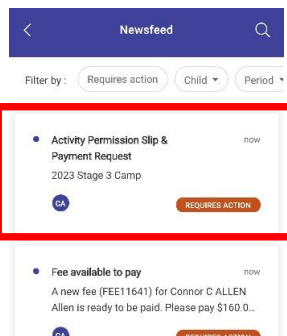 Newsfeed
Filter by : Requires action Child Period
Activity Permission Slip & now
Payment Request
2023 Stage 3 Camp
CA REQUIRES ACTION
Fee available to pay now
A new fee (FEE11641) for Connor C ALLEN
Allen is ready to be paid. Please pay $160.0...
CA REQUIRES ACTION